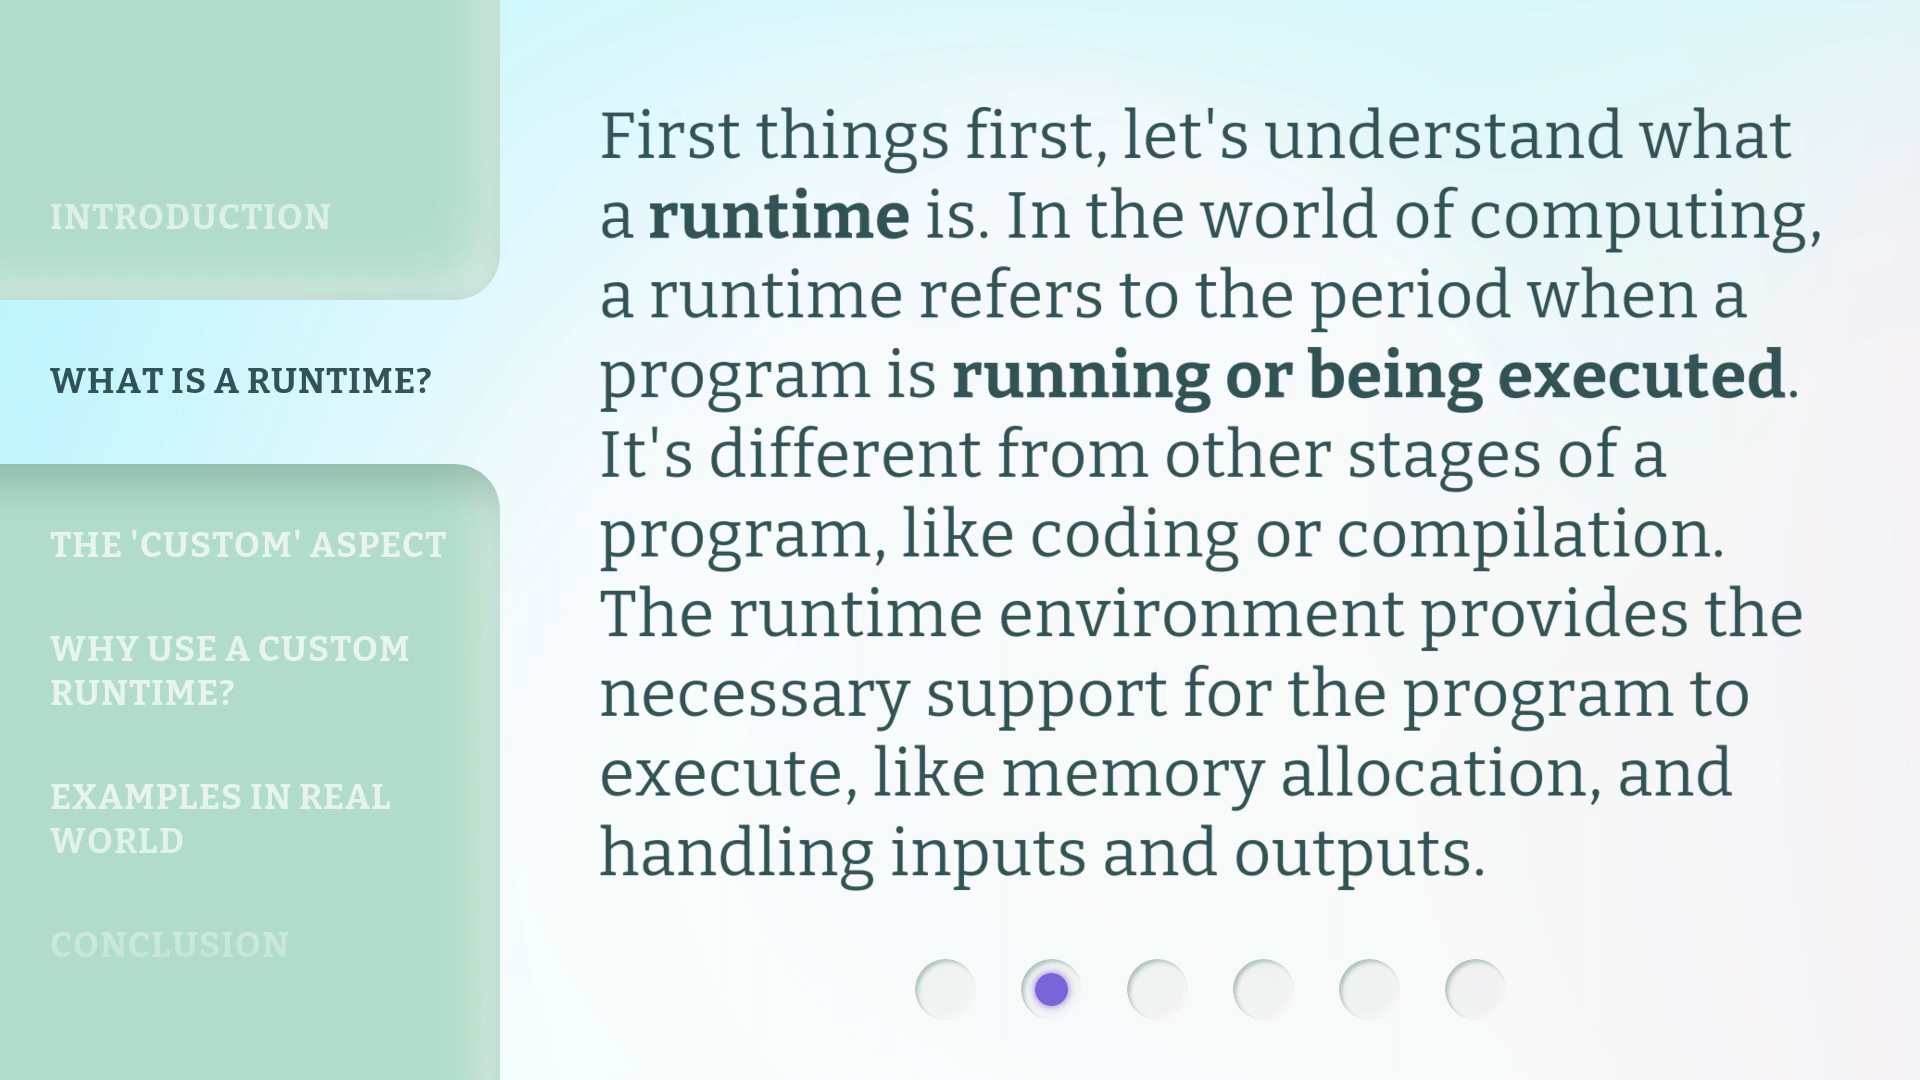 INTRODUCTION
WHAT IS A RUNTIME?
THE 'CUSTOM' ASPECT
WHY USE A CUSTOM
RUNTIME?
EXAMPLES IN REAL
WORLD
CONCLUSION
First things first, let's understand what
a runtime is. In the world of computing,
a runtime refers to the period when a
program is running or being executed.
It's different from other stages of a
program, like coding or compilation.
The runtime environment provides the
necessary support for the program to
execute, like memory allocation, and
handling inputs and outputs.